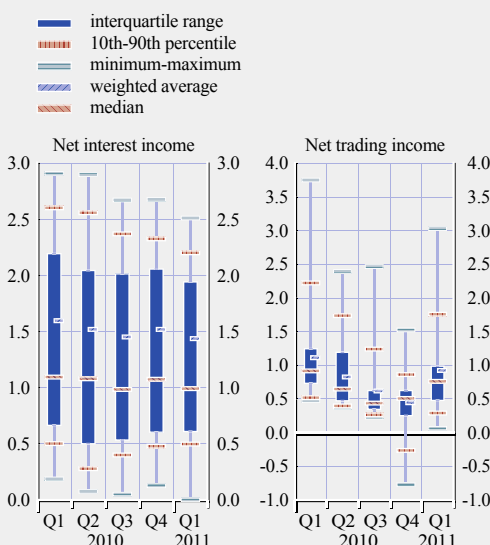 interquartile range
10th-90th percentile
minimum-maximum
weighted average
median
Net interest income
3.0 3.0
2.5 2.5
2.0 2.0
1.5 1.5
1.0 1.0
0.5 0.5
0.0 0.0
Q1 Q2 Q3 Q4 Q1
2010 2011
Net trading income
4.0 4.0
3.5 3.5
3.0 3.0
2.5 2.5
2.0 2.0
1.5 1.5
1.0 1.0
0.5 0.5
0.0 0.0
-0.5 -0.5
-1.0 -1.0
Q1 Q2 Q3 Q4 Q1
2010 2011